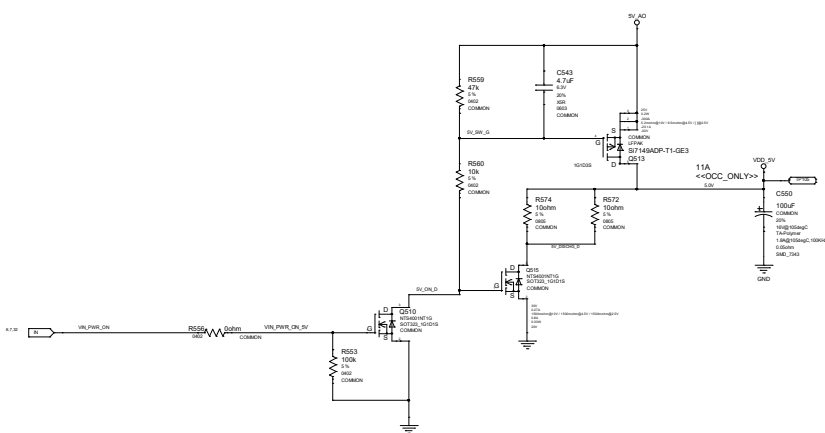 5V_AO
R559
47k
5 %
0402
COMMON
C543
4.7uF
6.3V
20%
X5R
0603
COMMON
5V_SW_G
G
S
D
COMMON
LFPAK
Si7149ADP-T1-GE3
Q513
1G1D3S
R560
10k
5 %
0402
COMMON
11A
<<OCC_ONLY>>
5.0V
VDD_5V
C550
100uF
COMMON
20%
16V@105degC
TA-Polymer
1.9A@105degC,100KHz
0.05ohm
SMD_7343
GND
R574
10ohm
5 %
0805
COMMON
R572
10ohm
5 %
0805
COMMON
5V_DISCHG_D
D
G
S
Q515
NTS4001NT1G
SOT323_1G1D1S
COMMON
5V_ON_D
D
G
S
Q510
NTS4001NT1G
SOT323_1G1D1S
COMMON
IN
VIN_PWR_ON
R556
0ohm
0402
COMMON
VIN_PWR_ON_5V
R553
100k
5 %
0402
COMMON